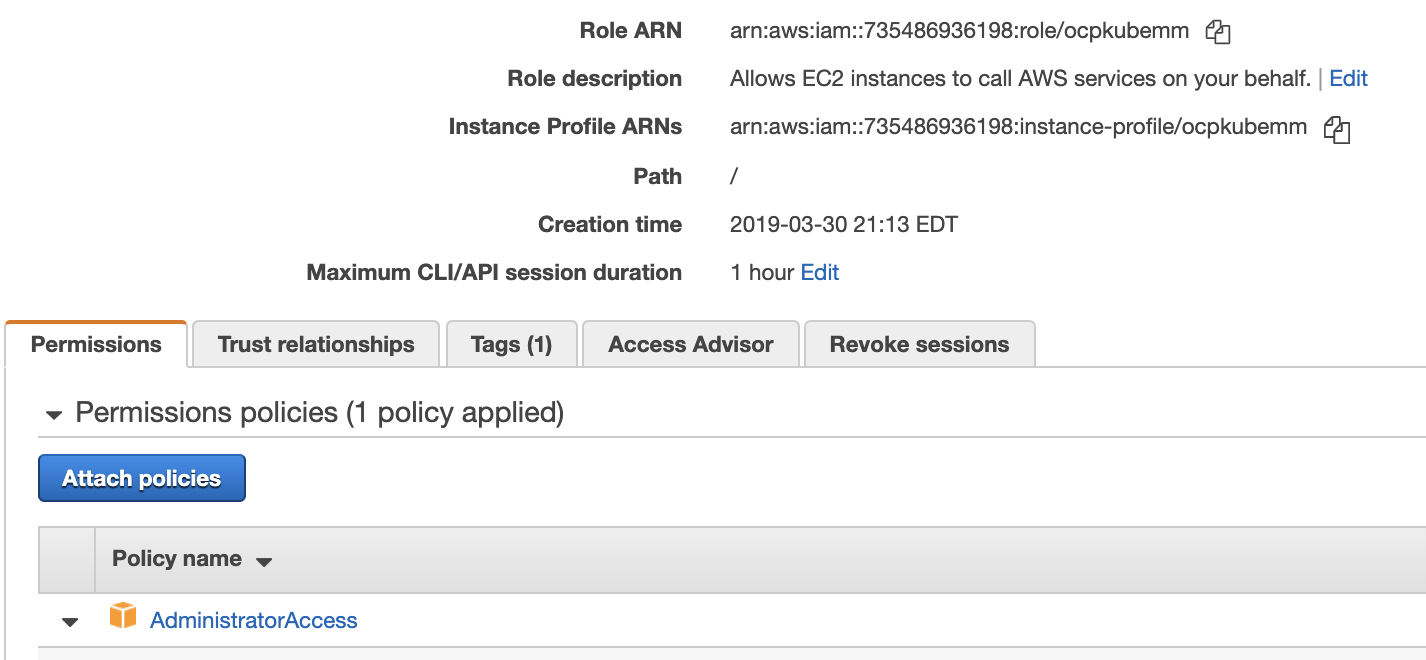 Role ARN arn:aws:iam::735486936198:role/ocpkubemm
Role description Allows EC2 instances to call AWS services on your behalf. | Edit
Instance Profile ARNs arn:aws:iam::735486936198:instance-profile/ocpkubemm
Path /
Creation time 2019-03-30 21:13 EDT
Maximum CLI/API session duration 1 hour Edit
Permissions Trust relationships Tags (1) Access Advisor Revoke sessions
Permissions policies (1 policy applied)
Attach policies
Policy name
AdministratorAccess